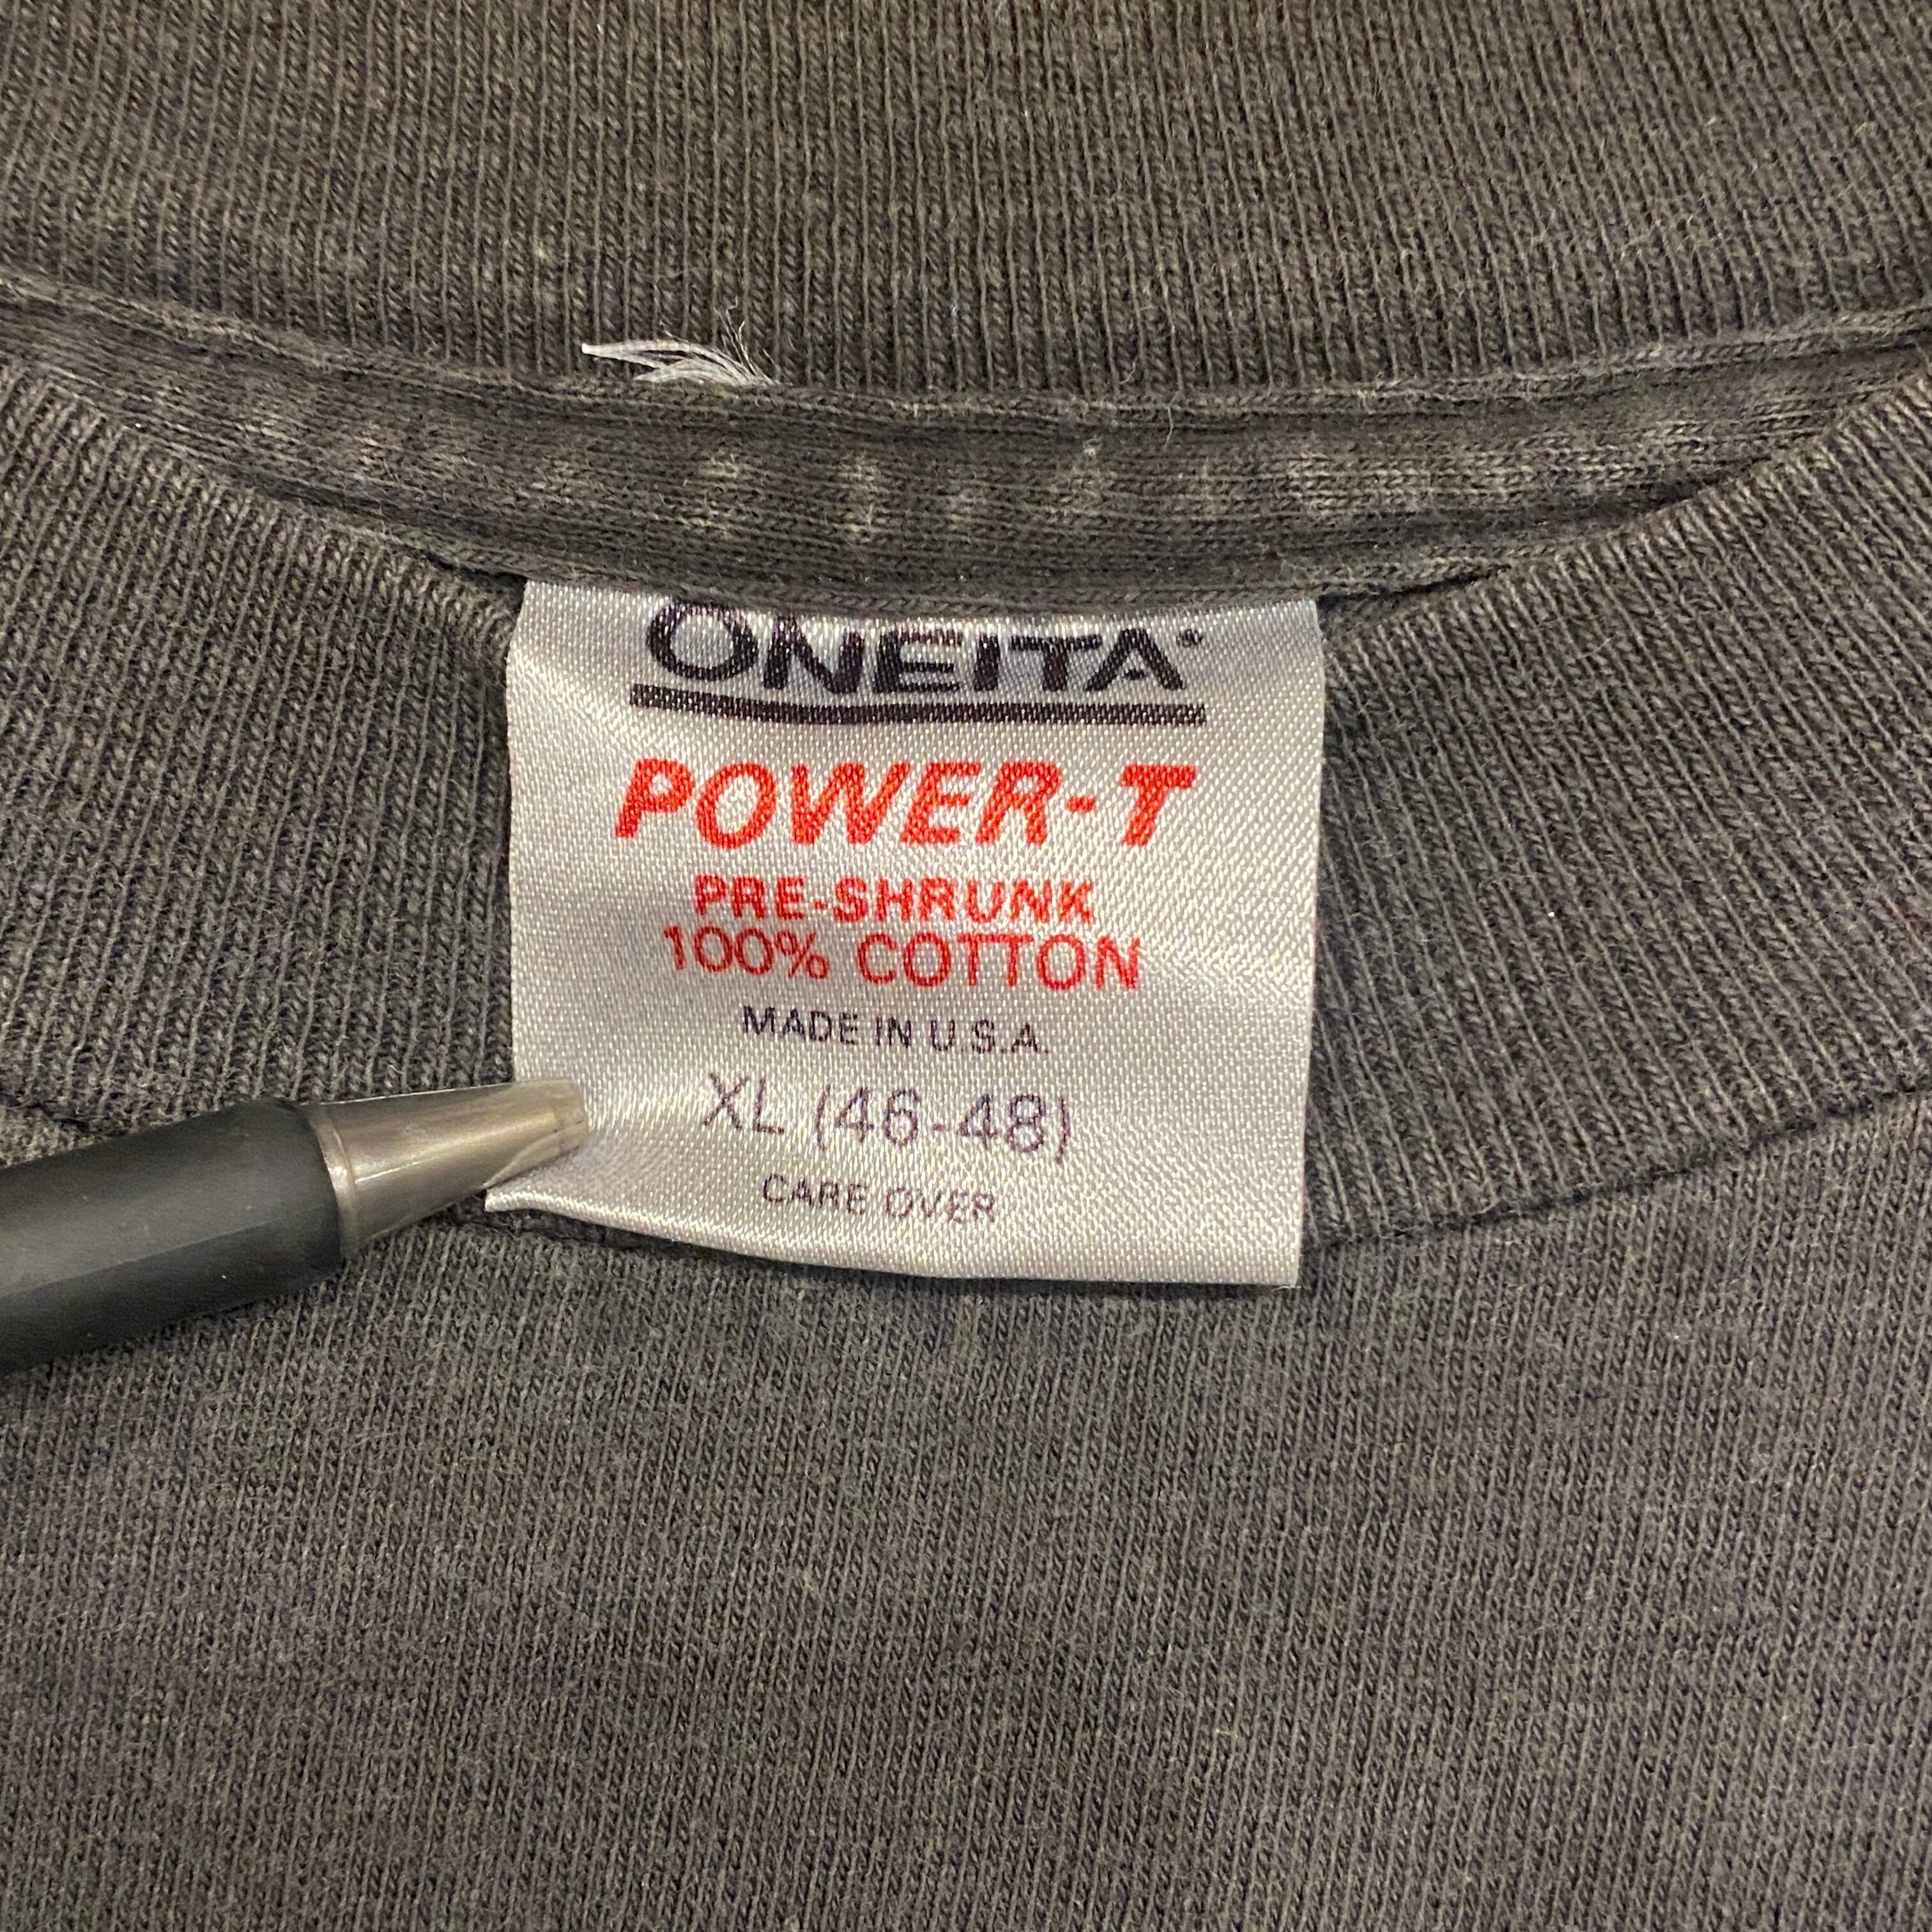 ONEITA
POWER-T
PRE-SHRUNK
100% COTTON
MADE IN U.S.A.
XL (46-48)
CARE OVER